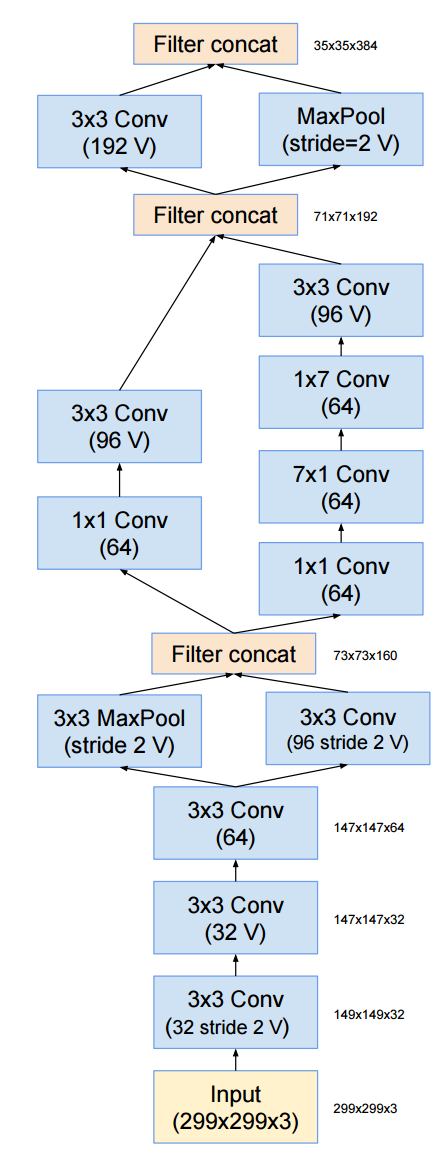 Filter concat
35x35x384
3x3 Conv
(192 V)
MaxPool
(stride=2 V)
Filter concat
71x71x192
3x3 Conv
(96 V)
1x7 Conv
(64)
3x3 Conv
(96 V)
7x1 Conv
(64)
1x1 Conv
(64)
1x1 Conv
(64)
Filter concat
73x73x160
3x3 MaxPool
(stride 2 V)
3x3 Conv
(96 stride 2 V)
3x3 Conv
(64)
147x147x64
3x3 Conv
(32 V)
147x147x32
3x3 Conv
(32 stride 2 V)
149x149x32
Input
(299x299x3)
299x299x3